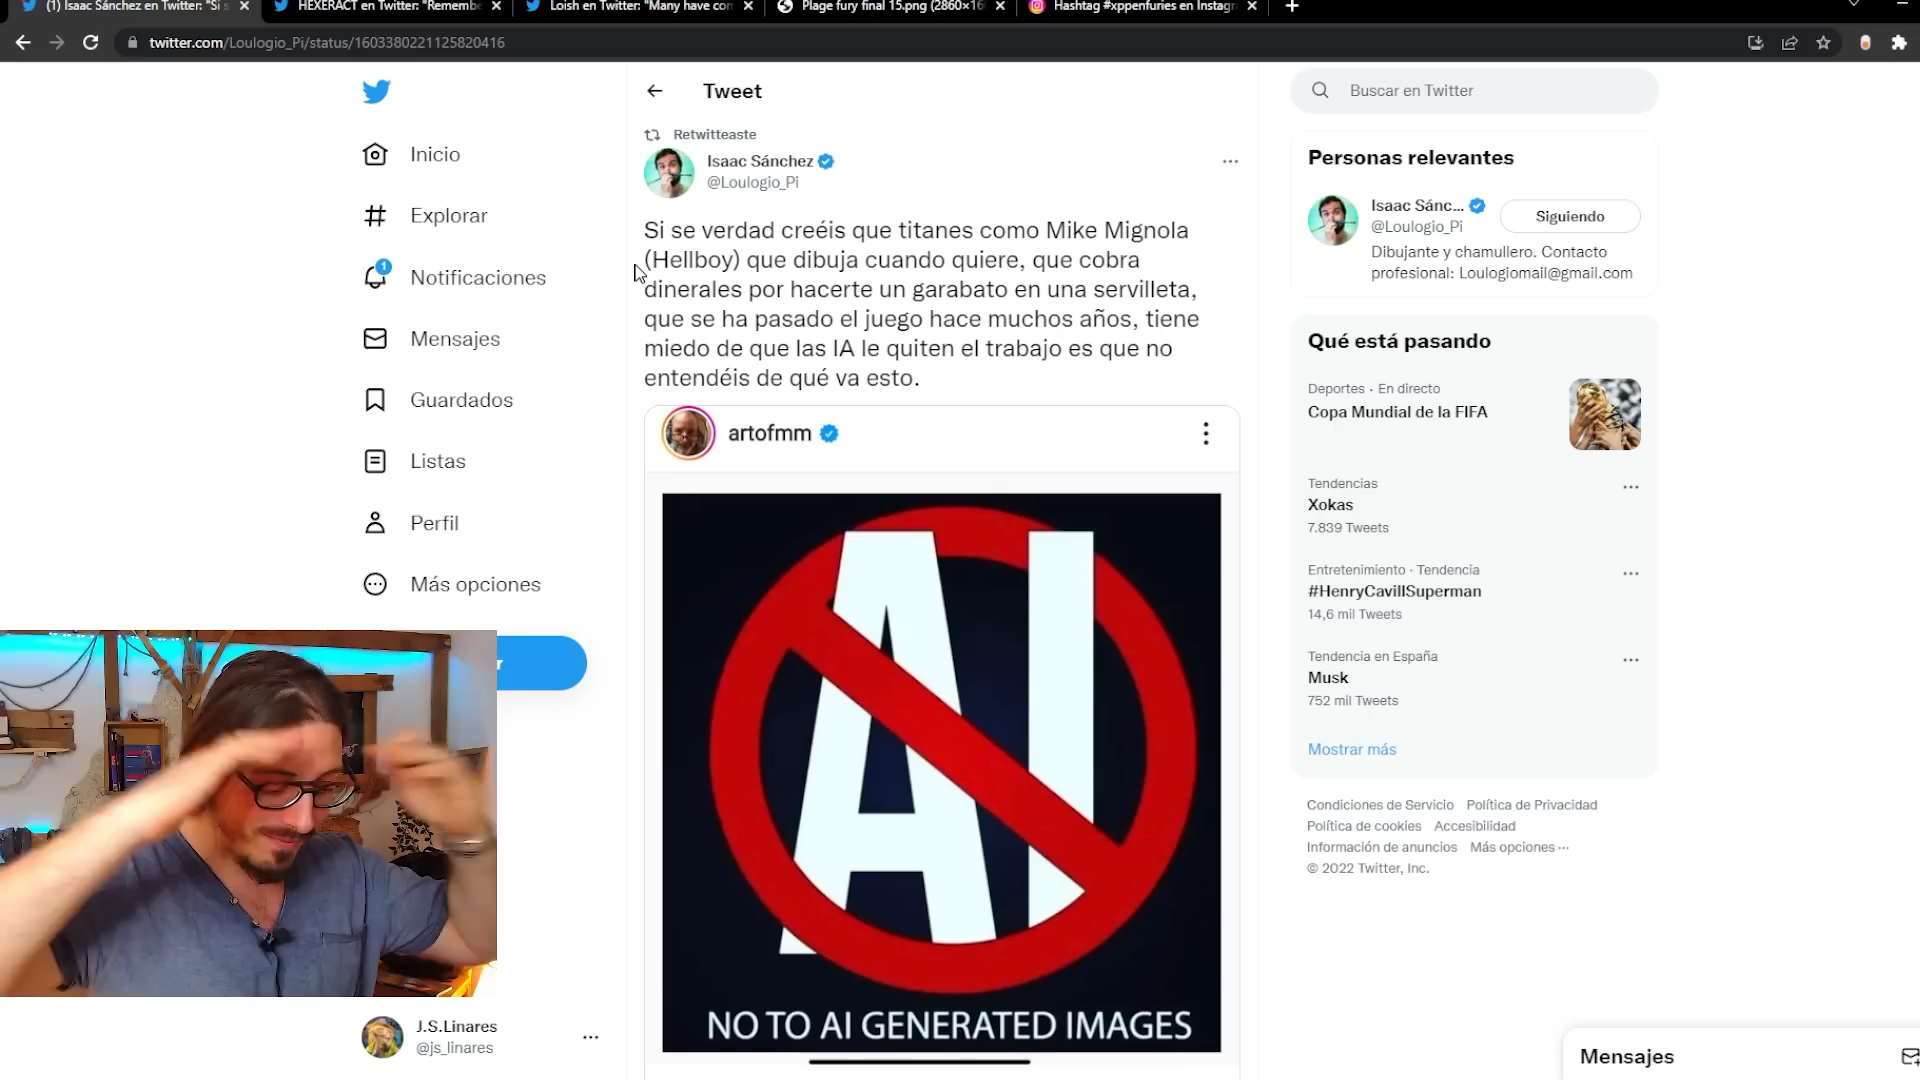 (1) Isaac Sánchez en Twitter: "Si s
HEXERACT en Twitter: "Rememb
Loish en Twitter: "Many have con
Plage fury final 15.png (2860×16
Hashtag #xppenfuries en Instagr
twitter.com/Loulogio_Pi/status/1603380221125820416
Inicio
Explorar
1
Notificaciones
Mensajes
Guardados
Listas
Perfil
Más opciones
r
J.S.Linares
@js_linares
Tweet
Retwitteaste
Isaac Sánchez
@Loulogio_Pi
Si se verdad creéis que titanes como Mike Mignola
(Hellboy) que dibuja cuando quiere, que cobra
dinerales por hacerte un garabato en una servilleta,
que se ha pasado el juego hace muchos años, tiene
miedo de que las IA le quiten el trabajo es que no
entendéis de qué va esto.
artofmm
AI
NO TO AI GENERATED IMAGES
Buscar en Twitter
Personas relevantes
Isaac Sánc...
@Loulogio_Pi
Siguiendo
Dibujante y chamullero. Contacto
profesional: Loulogiomail@gmail.com
Qué está pasando
Deportes · En directo
Copa Mundial de la FIFA
Tendencias
Xokas
7.839 Tweets
Entretenimiento · Tendencia
#HenryCavillSuperman
14,6 mil Tweets
Tendencia en España
Musk
752 mil Tweets
Mostrar más
Condiciones de Servicio Política de Privacidad
Política de cookies Accesibilidad
Información de anuncios Más opciones ···
© 2022 Twitter, Inc.
Mensajes